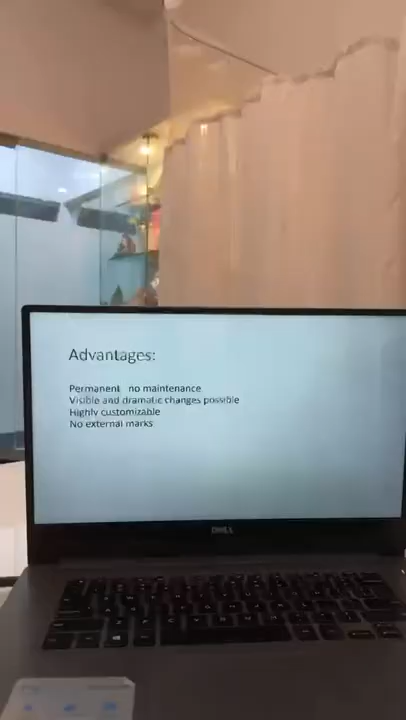 Advantages:
Permanent no maintenance
Visible and dramatic changes possible
Highly customizable
No external marks
DELL